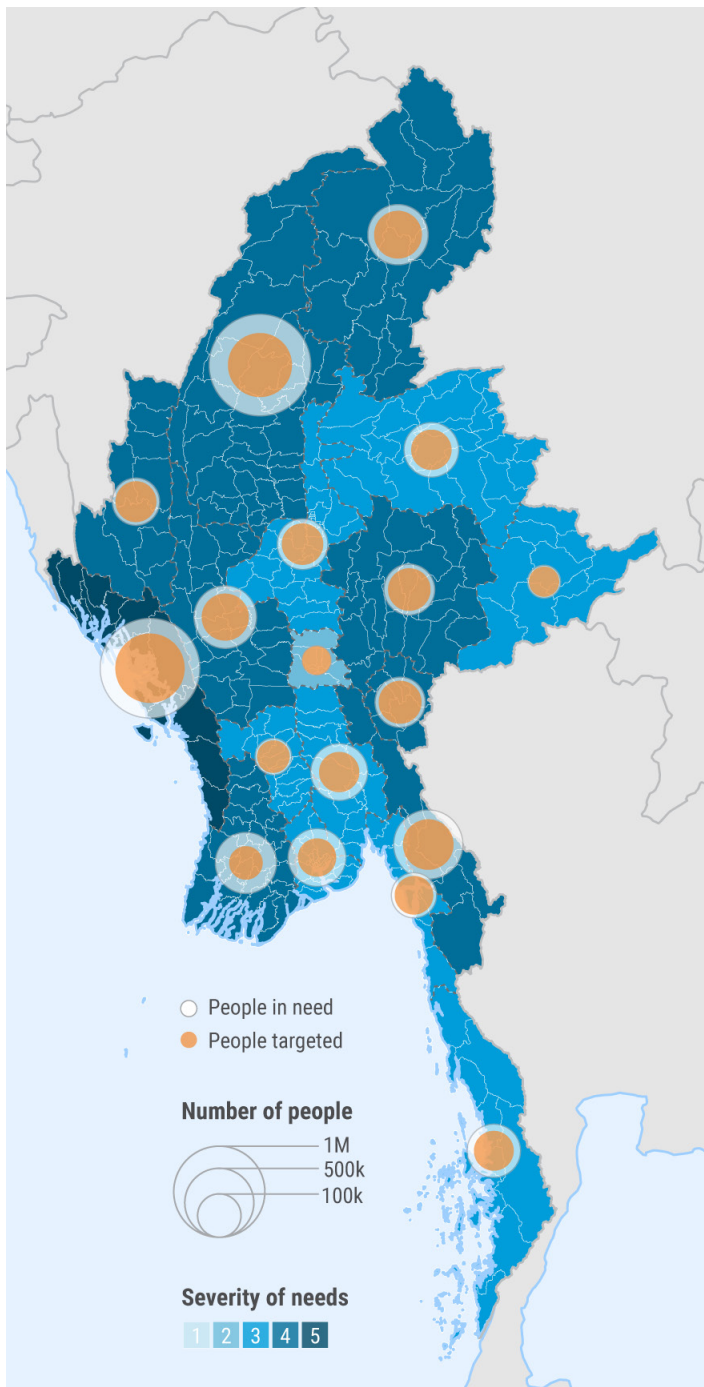 People in need
People targeted
Number of people
1M
500k
100k
Severity of needs
1 2 3 4 5